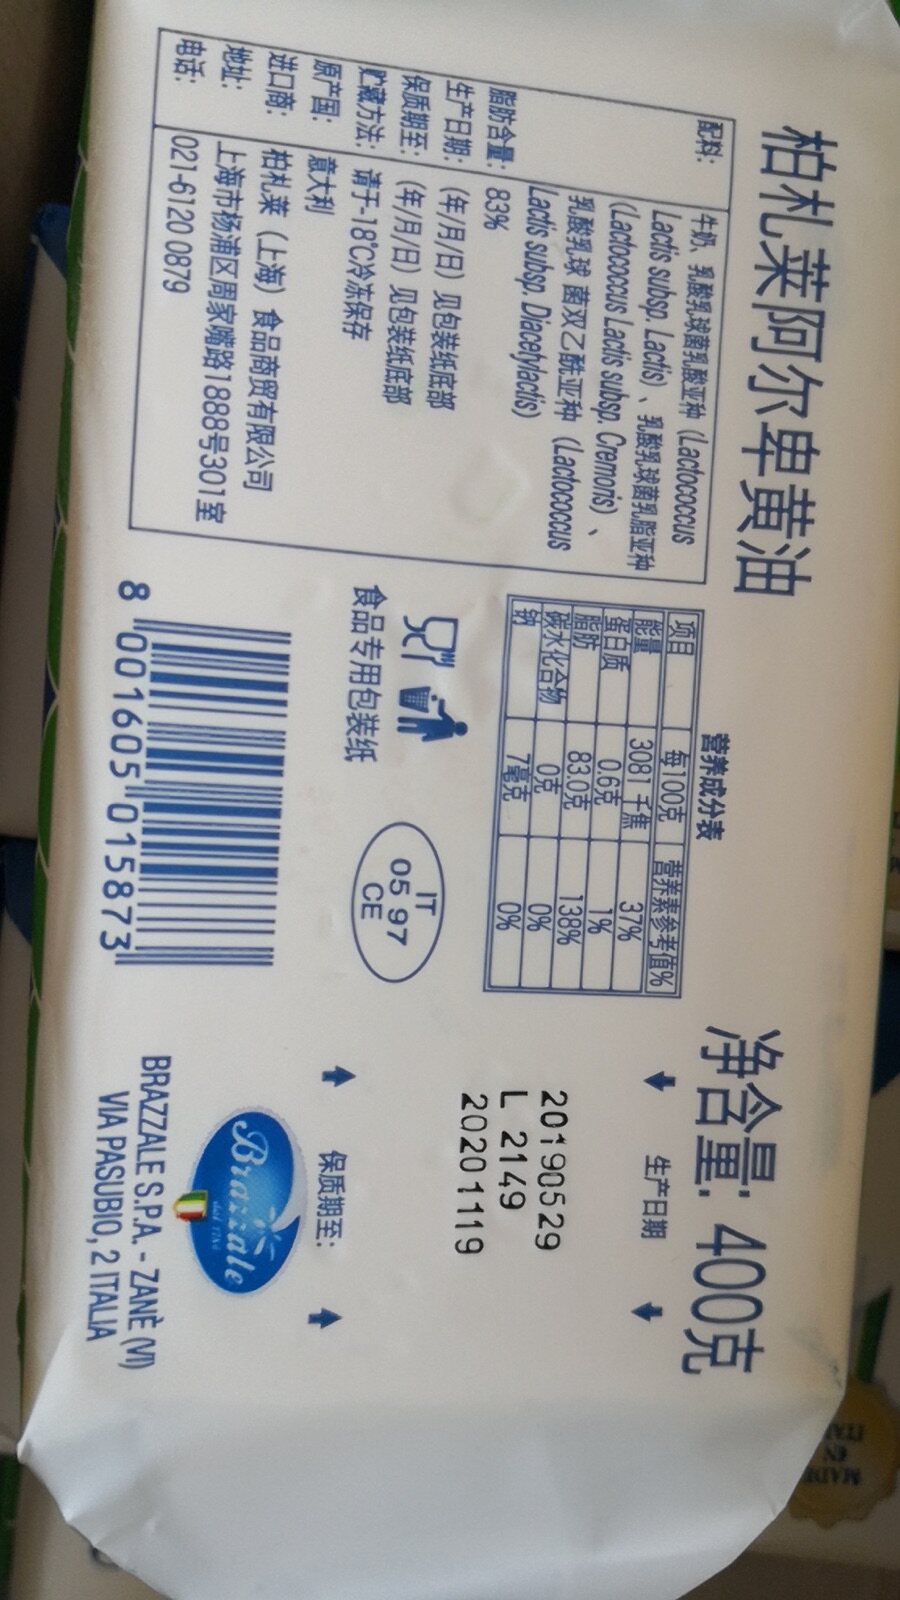 柏札莱阿尔卑黄油
配料: 牛奶、乳酸乳球菌乳酸亚种 (Lactococcus
Lactis subsp. Lactis) 、乳酸乳球菌乳脂亚种
(Lactococcus Lactis subsp. Cremoris) 、
乳酸乳球 菌双乙酰亚种 (Lactococcus
Lactis subsp. Diacetylactis)
脂肪含量: 83%
生产日期: (年/月/日) 见包装纸底部
保质期至: (年/月/日) 见包装纸底部
贮藏方法: 请于-18℃冷冻保存
原产国: 意大利
进口商: 柏札莱 (上海) 食品商贸有限公司
地址: 上海市杨浦区周家嘴路1888号301室
电话: 021-6120 0879
营养成分表
项目 每100克 营养素参考值%
能量 3081 千焦 37%
蛋白质 0.6克 1%
脂肪 83.0克 138%
碳水化合物 0克 0%
钠 7毫克 0%
食品专用包装纸
IT
05 97
CE
8 001605 015873
净含量: 400克
生产日期
20190529
L 2149
20201119
保质期至:
Brazzale
dal 1784
BRAZZALE S.P.A. - ZANÈ (VI)
VIA PASUBIO, 2 ITALIA
MADE
IN